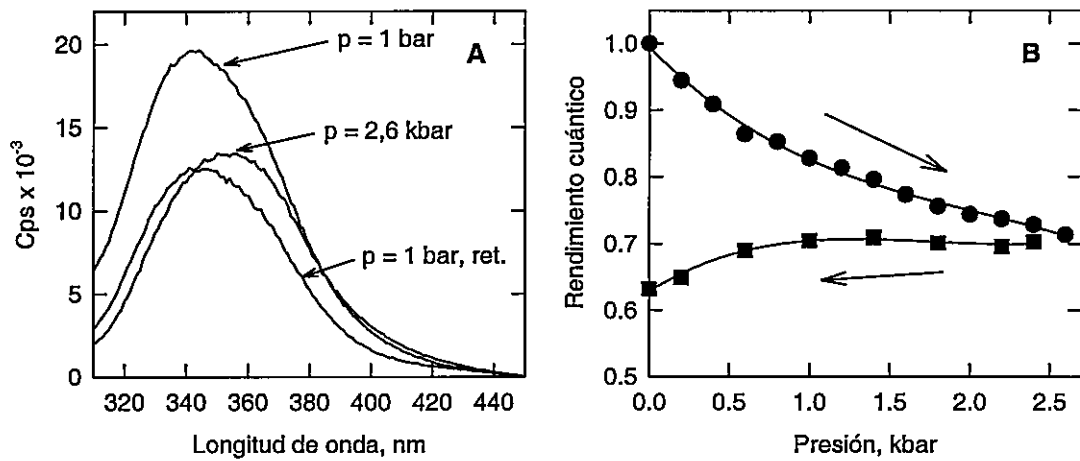 A
p = 1 bar
p = 2,6 kbar
p = 1 bar, ret.
20
15
10
5
0
Cps x 10⁻³
320 340 360 380 400 420 440
Longitud de onda, nm
B
1.0
0.9
0.8
0.7
0.6
0.5
Rendimiento cuántico
0.0 0.5 1.0 1.5 2.0 2.5
Presión, kbar